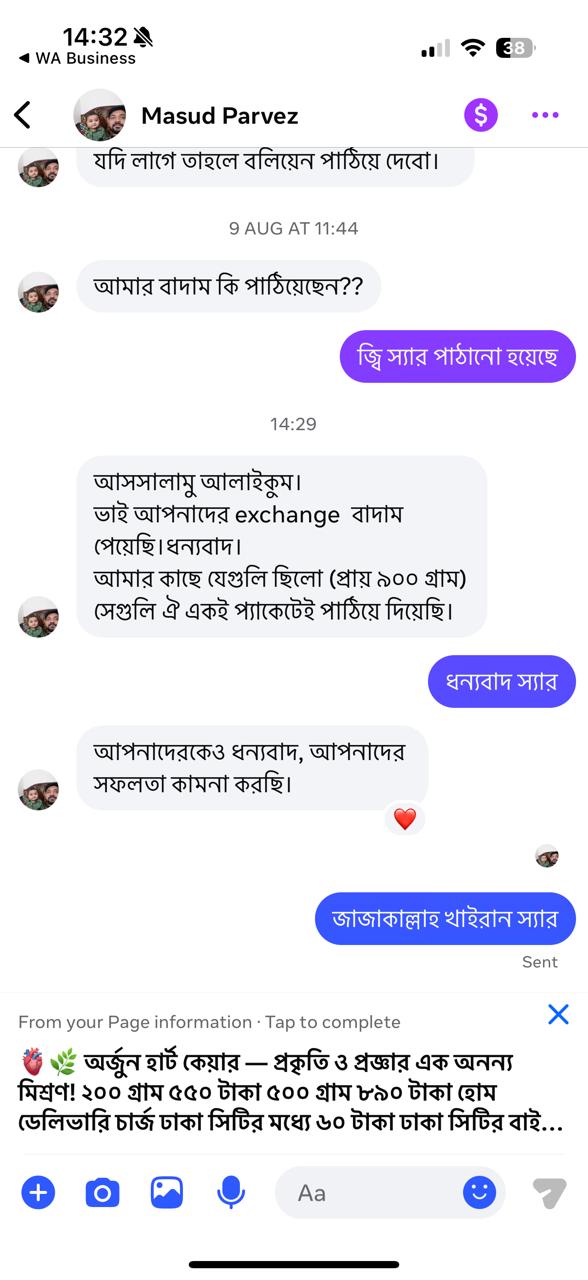 14:32
◀ WA Business
38
Masud Parvez
$
যদি লাগে তাহলে বলিয়েন পাঠিয়ে দেবো।
9 AUG AT 11:44
আমার বাদাম কি পাঠিয়েছেন??
জ্বি স্যার পাঠানো হয়েছে
14:29
আসসালামু আলাইকুম।
ভাই আপনাদের exchange বাদাম
পেয়েছি।ধন্যবাদ।
আমার কাছে যেগুলি ছিলো (প্রায় ৯০০ গ্রাম)
সেগুলি ঐ একই প্যাকেটেই পাঠিয়ে দিয়েছি।
ধন্যবাদ স্যার
আপনাদেরকেও ধন্যবাদ, আপনাদের
সফলতা কামনা করছি।
❤️
জাজাকাল্লাহ খাইরান স্যার
Sent
From your Page information · Tap to complete
🫀🌿 অর্জুন হার্ট কেয়ার — প্রকৃতি ও প্রজ্ঞার এক অনন্য
মিশ্রণ! ২০০ গ্রাম ৫৫০ টাকা ৫০০ গ্রাম ৮৯০ টাকা হোম
ডেলিভারি চার্জ ঢাকা সিটির মধ্যে ৬০ টাকা ঢাকা সিটির বাই...
Aa